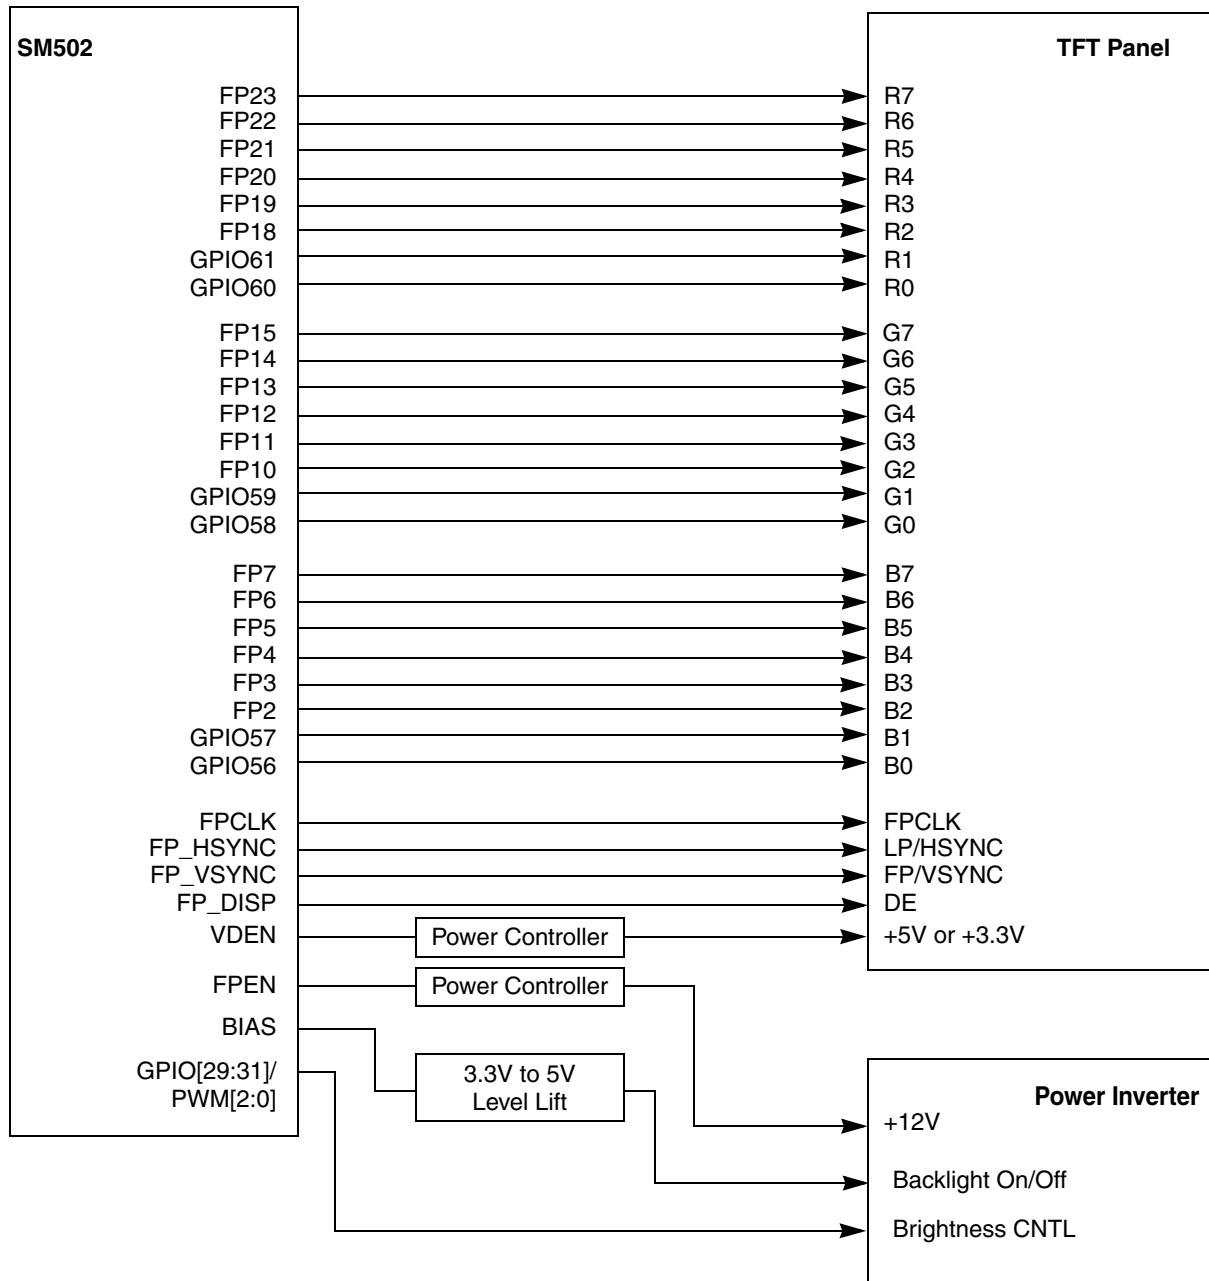 SM502
TFT Panel
FP23
R7
FP22
R6
FP21
R5
FP20
R4
FP19
R3
FP18
R2
GPIO61
R1
GPIO60
R0
FP15
G7
FP14
G6
FP13
G5
FP12
G4
FP11
G3
FP10
G2
GPIO59
G1
GPIO58
G0
FP7
B7
FP6
B6
FP5
B5
FP4
B4
FP3
B3
FP2
B2
GPIO57
B1
GPIO56
B0
FPCLK
FPCLK
FP_HSYNC
LP/HSYNC
FP_VSYNC
FP/VSYNC
FP_DISP
DE
VDEN
Power Controller
+5V or +3.3V
FPEN
Power Controller
BIAS
GPIO[29:31]/
PWM[2:0]
3.3V to 5V
Level Lift
Power Inverter
+12V
Backlight On/Off
Brightness CNTL